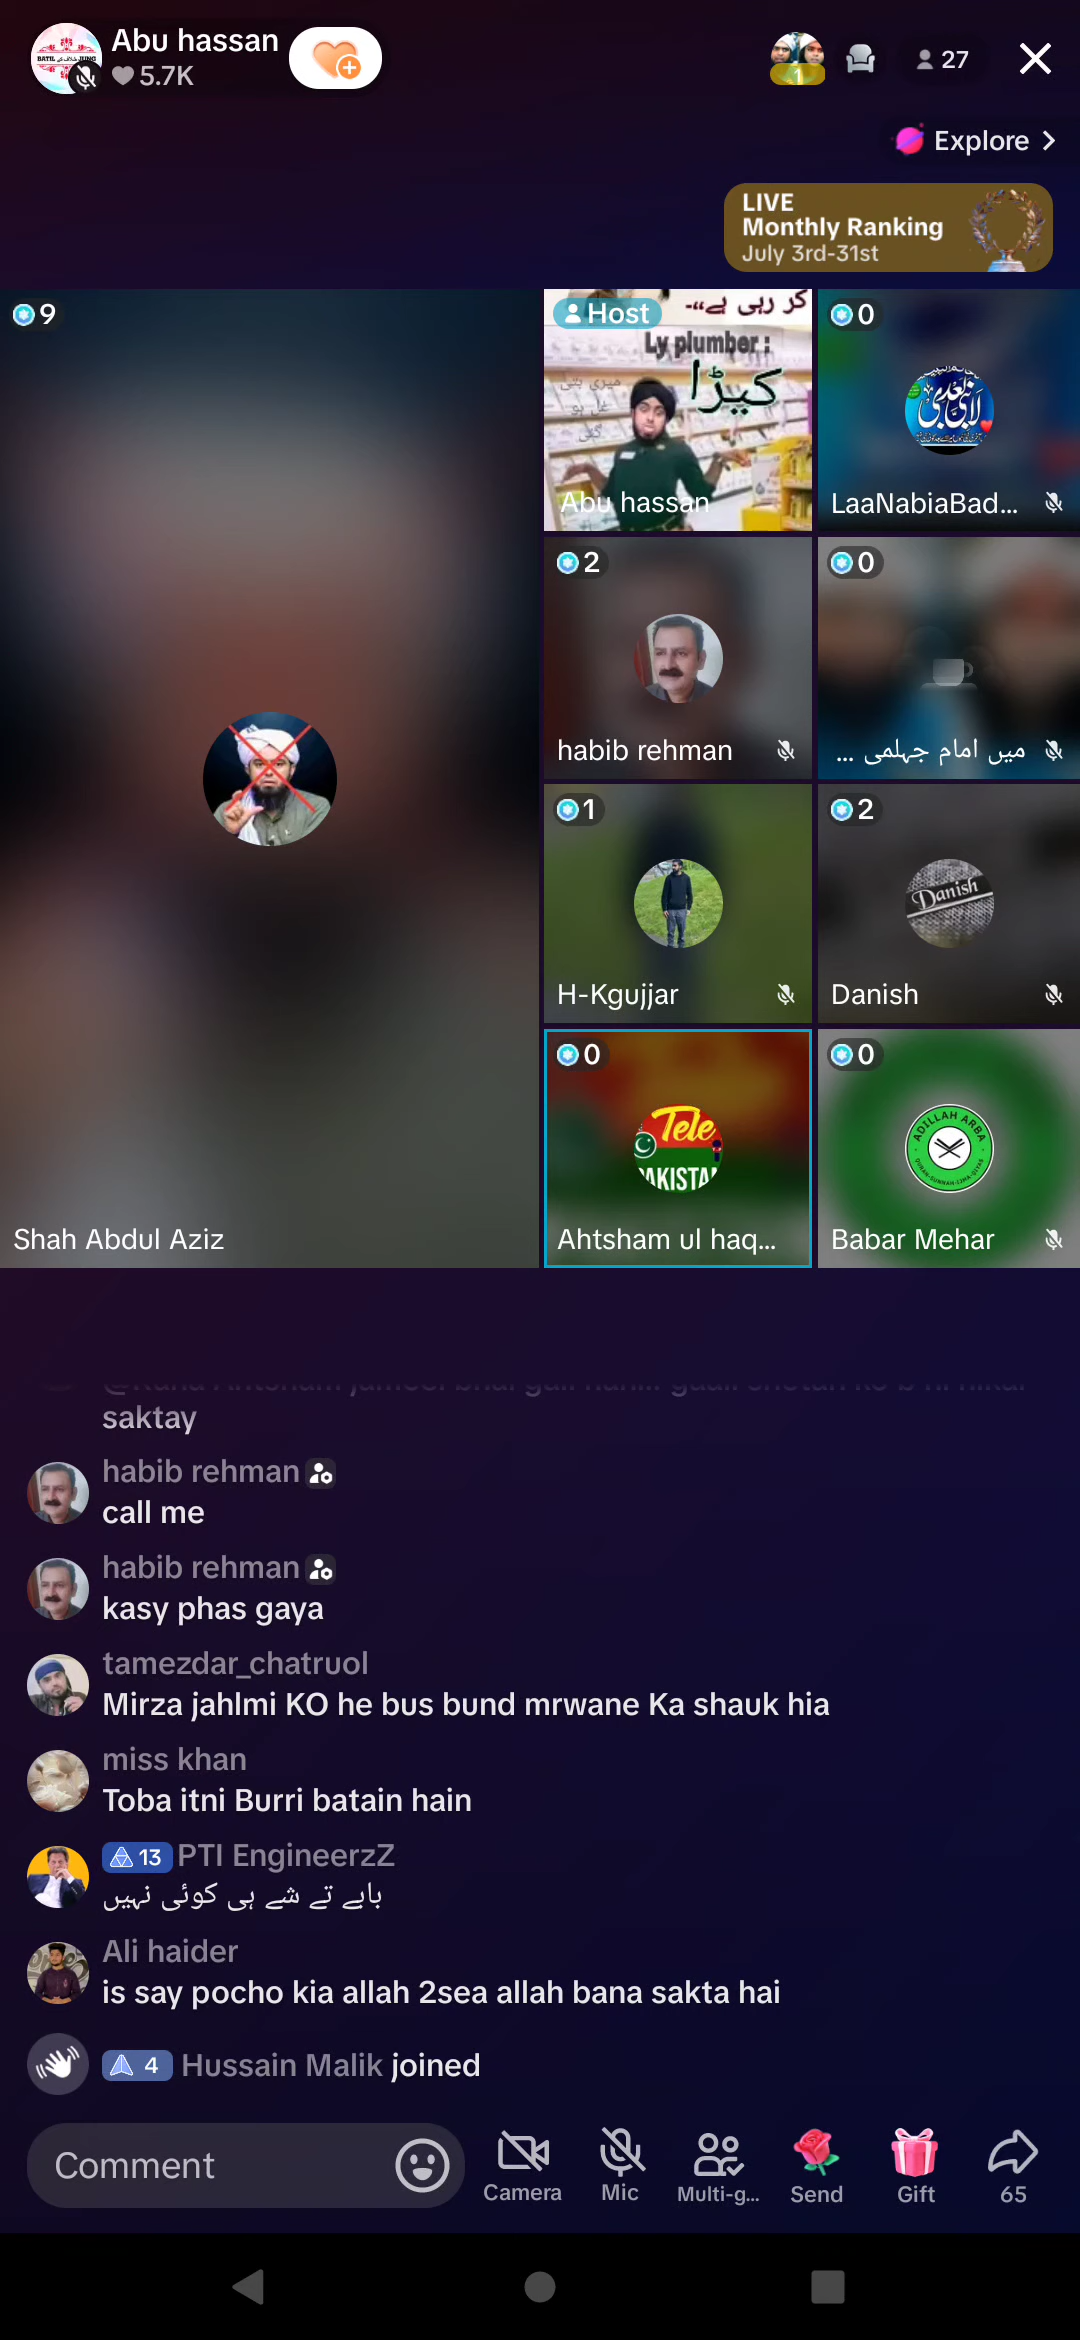 Abu hassan
5.7K
1
27
Explore
LIVE
Monthly Ranking
July 3rd-31st
9
Shah Abdul Aziz
Host
کر رہی ہے“۔
Ly plumber :
کیڑا
Abu hassan
0
LaaNabiaBad...
2
habib rehman
0
میں امام جہلمی ...
1
H-Kgujjar
2
Danish
Danish
0
Tele
PAKISTAN
Ahtsham ul haq...
0
ADILLAH ARBA
Babar Mehar
saktay
habib rehman
call me
habib rehman
kasy phas gaya
tamezdar_chatruol
Mirza jahlmi KO he bus bund mrwane Ka shauk hia
miss khan
Toba itni Burri batain hain
13 PTI EngineerzZ
بابے تے شے ہی کوئی نہیں
Ali haider
is say pocho kia allah 2sea allah bana sakta hai
4 Hussain Malik joined
Comment
Camera
Mic
Multi-g...
Send
Gift
65